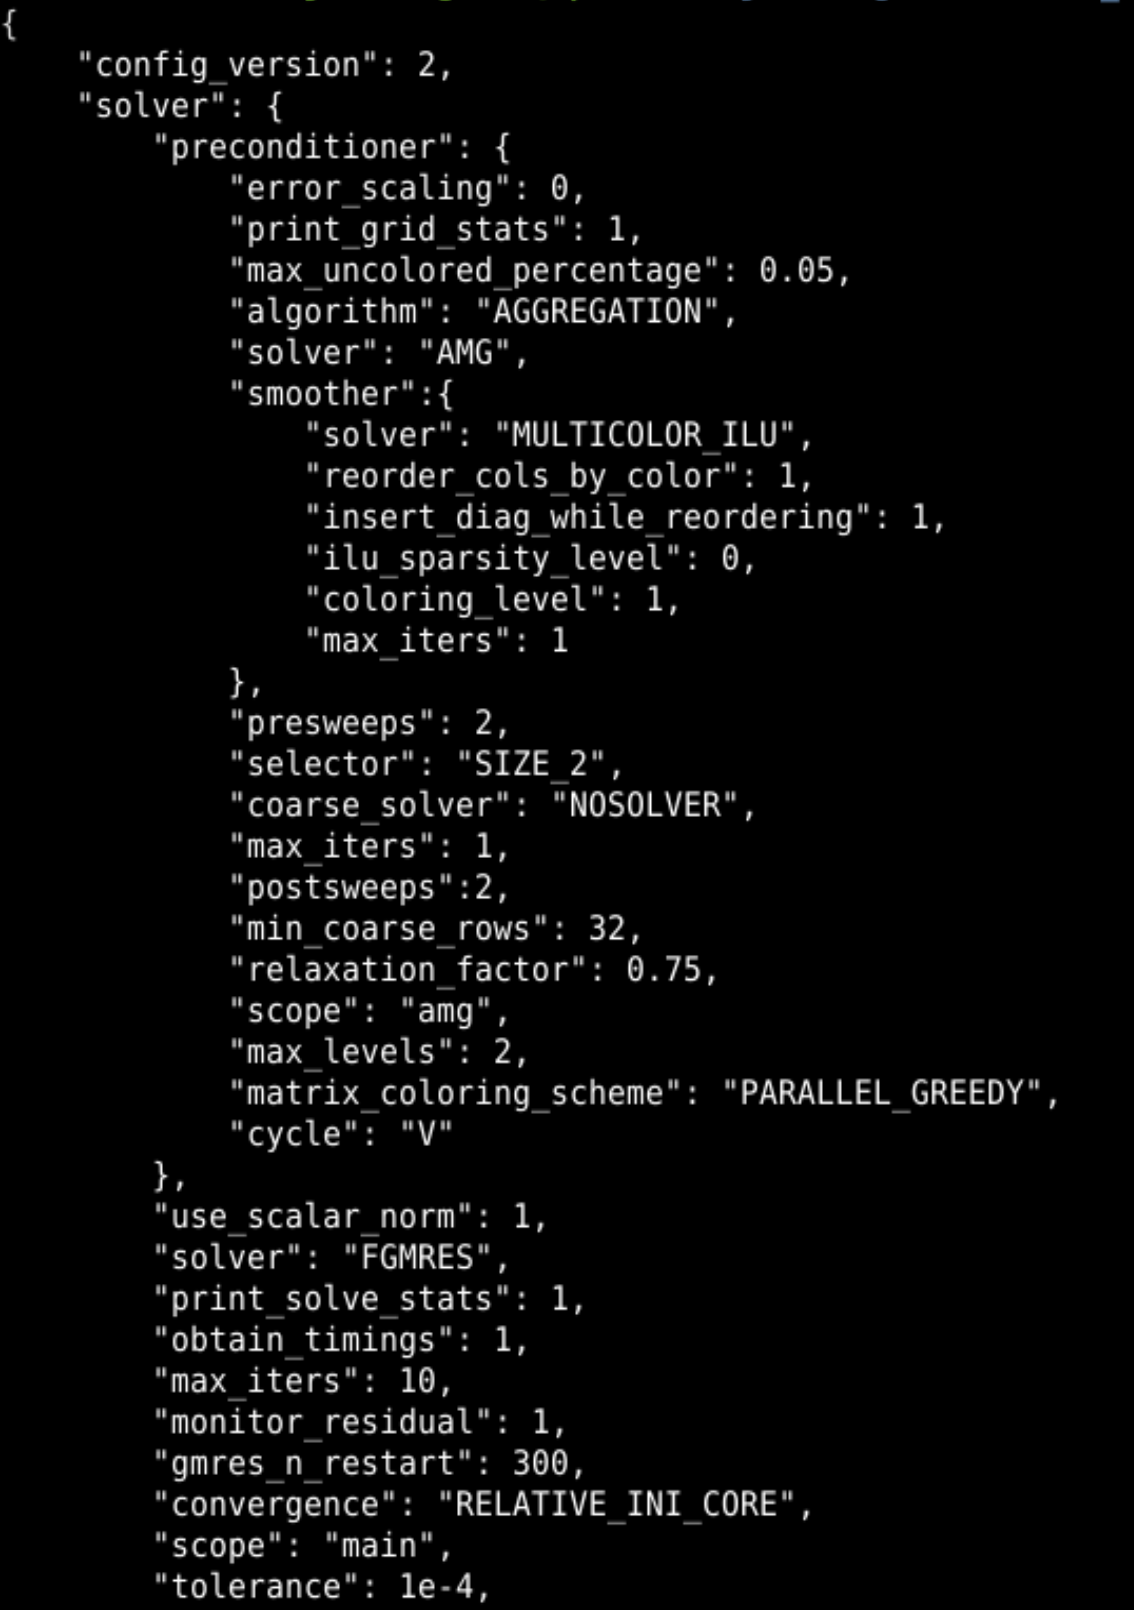 {
    "config_version": 2,
    "solver": {
        "preconditioner": {
            "error_scaling": 0,
            "print_grid_stats": 1,
            "max_uncolored_percentage": 0.05,
            "algorithm": "AGGREGATION",
            "solver": "AMG",
            "smoother":{
                "solver": "MULTICOLOR_ILU",
                "reorder_cols_by_color": 1,
                "insert_diag_while_reordering": 1,
                "ilu_sparsity_level": 0,
                "coloring_level": 1,
                "max_iters": 1
            },
            "presweeps": 2,
            "selector": "SIZE_2",
            "coarse_solver": "NOSOLVER",
            "max_iters": 1,
            "postsweeps":2,
            "min_coarse_rows": 32,
            "relaxation_factor": 0.75,
            "scope": "amg",
            "max_levels": 2,
            "matrix_coloring_scheme": "PARALLEL_GREEDY",
            "cycle": "V"
        },
        "use_scalar_norm": 1,
        "solver": "FGMRES",
        "print_solve_stats": 1,
        "obtain_timings": 1,
        "max_iters": 10,
        "monitor_residual": 1,
        "gmres_n_restart": 300,
        "convergence": "RELATIVE_INI_CORE",
        "scope": "main",
        "tolerance": 1e-4,